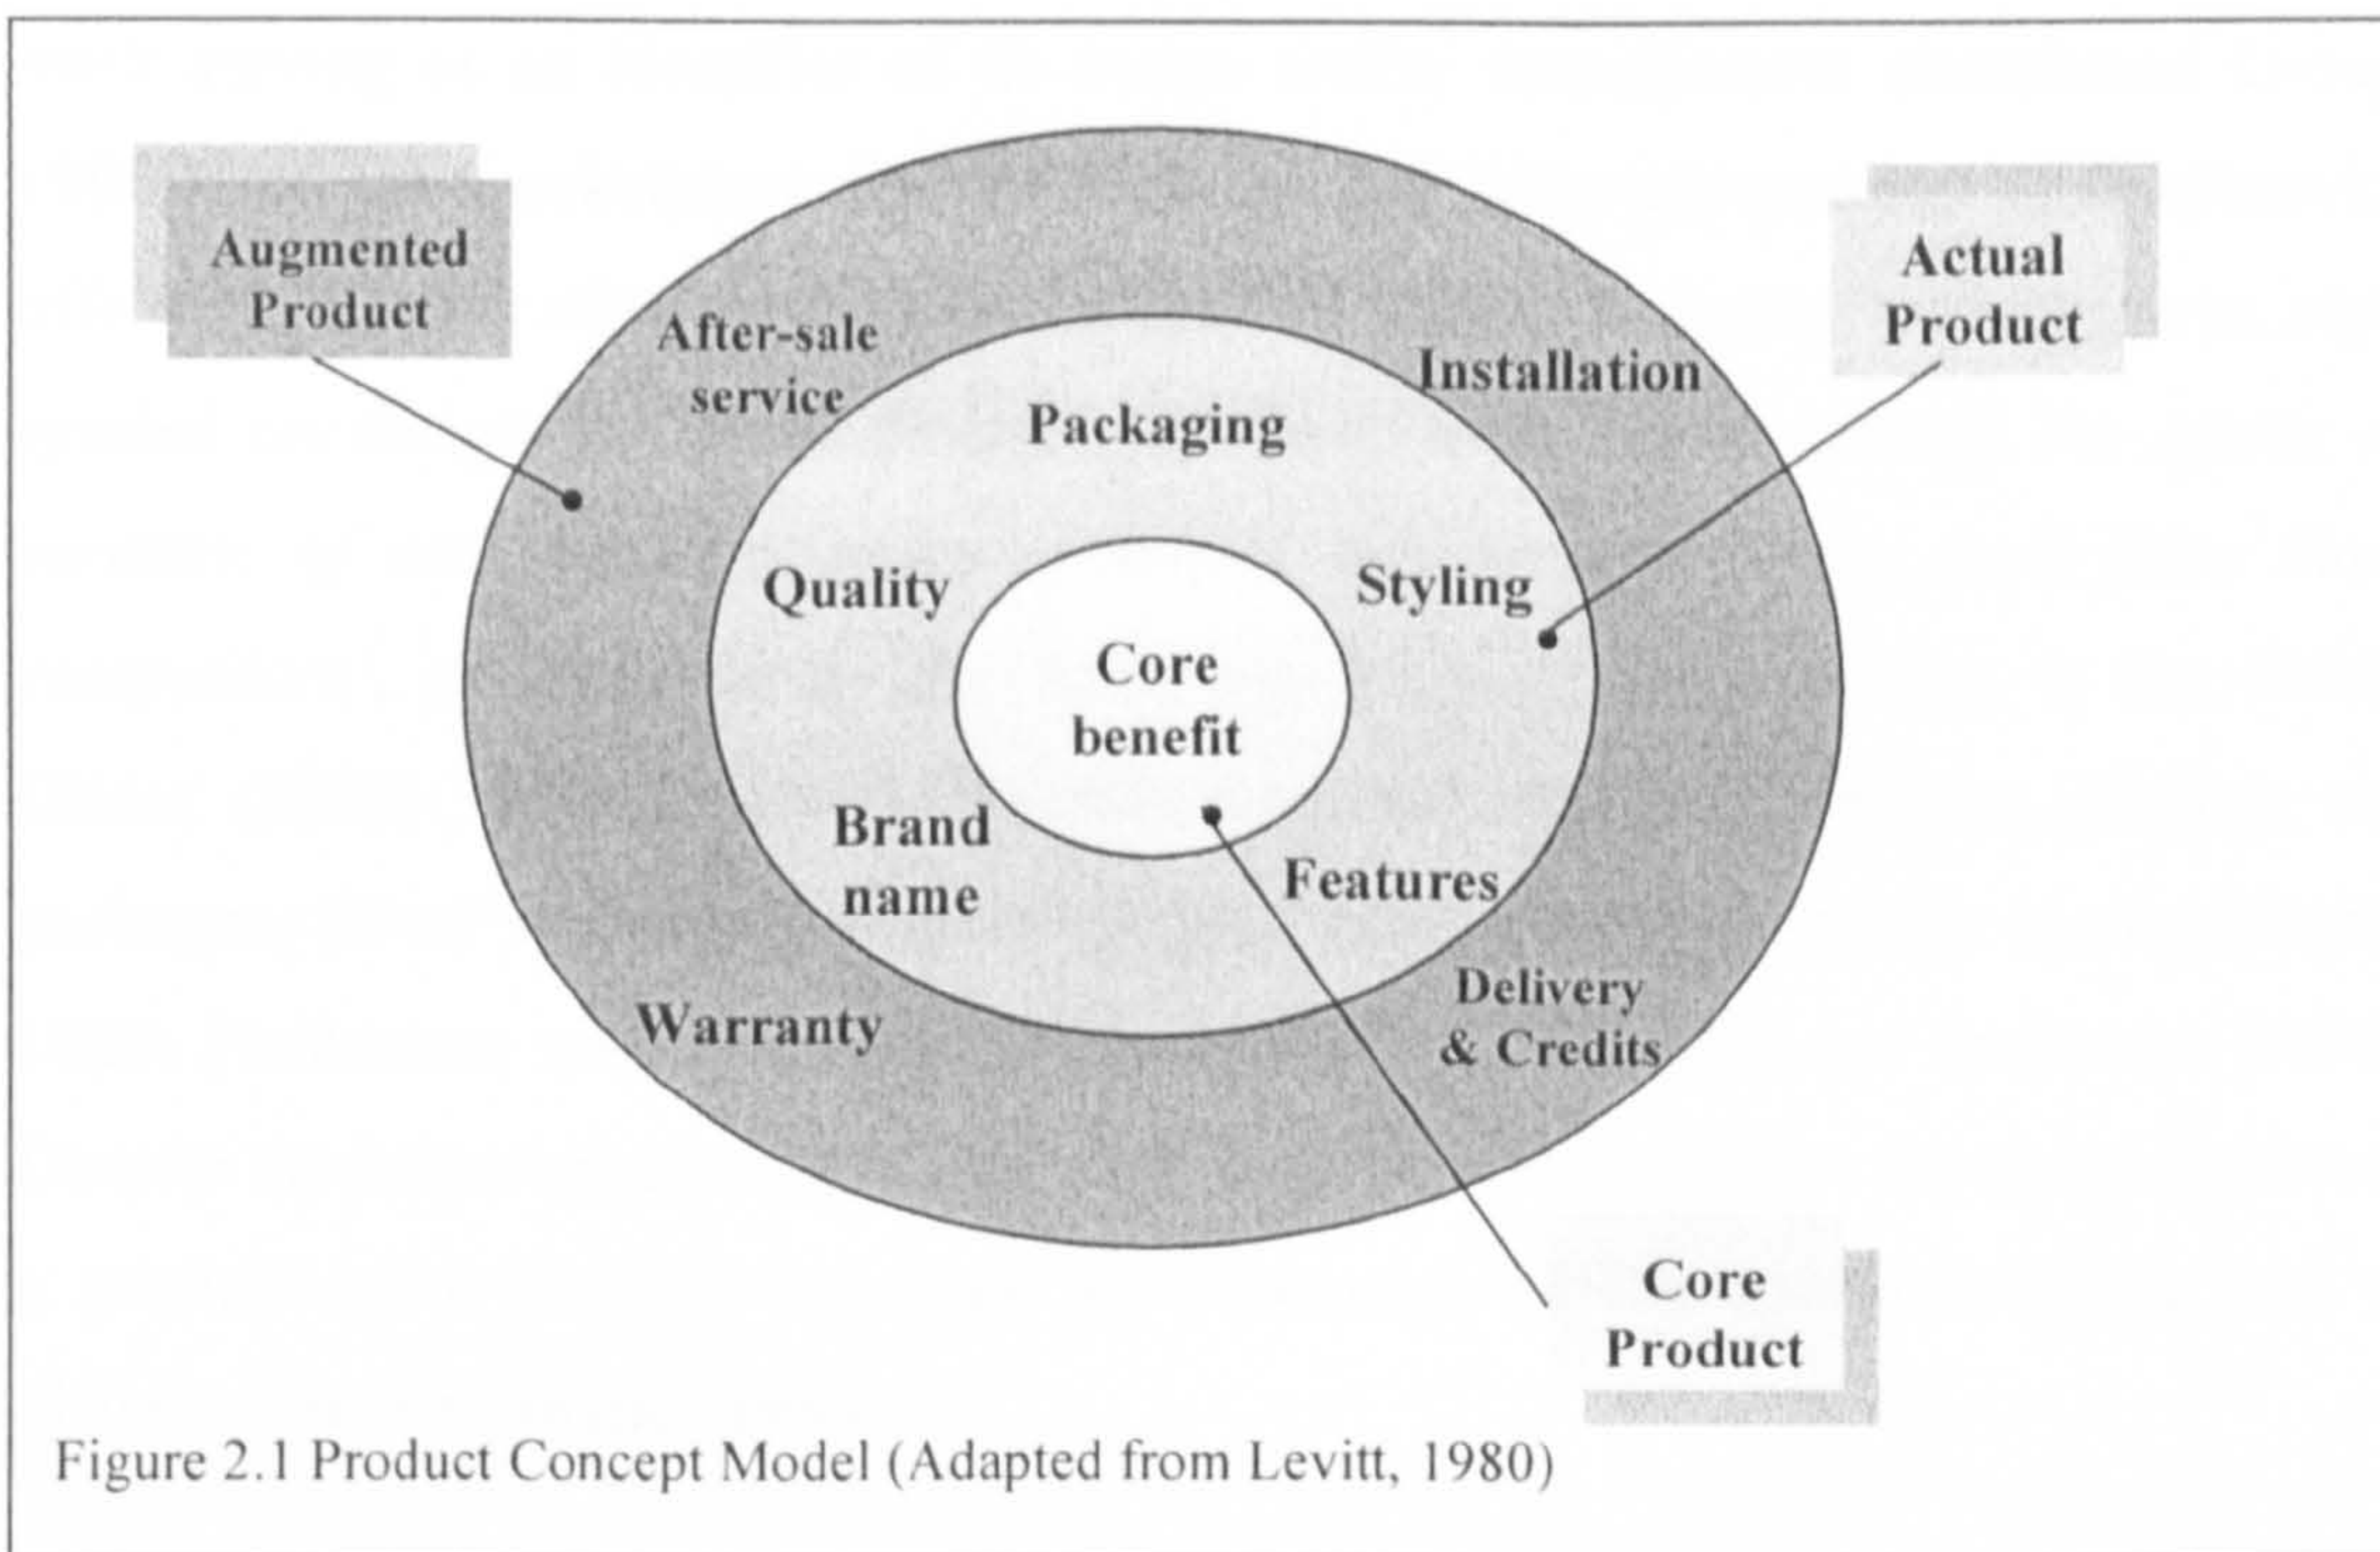 Augmented
Product
Actual
Product
After-sale
service
Installation
Packaging
Quality
Styling
Core
benefit
Brand
name
Features
Warranty
Delivery
& Credits
Core
Product
Figure 2.1 Product Concept Model (Adapted from Levitt, 1980)